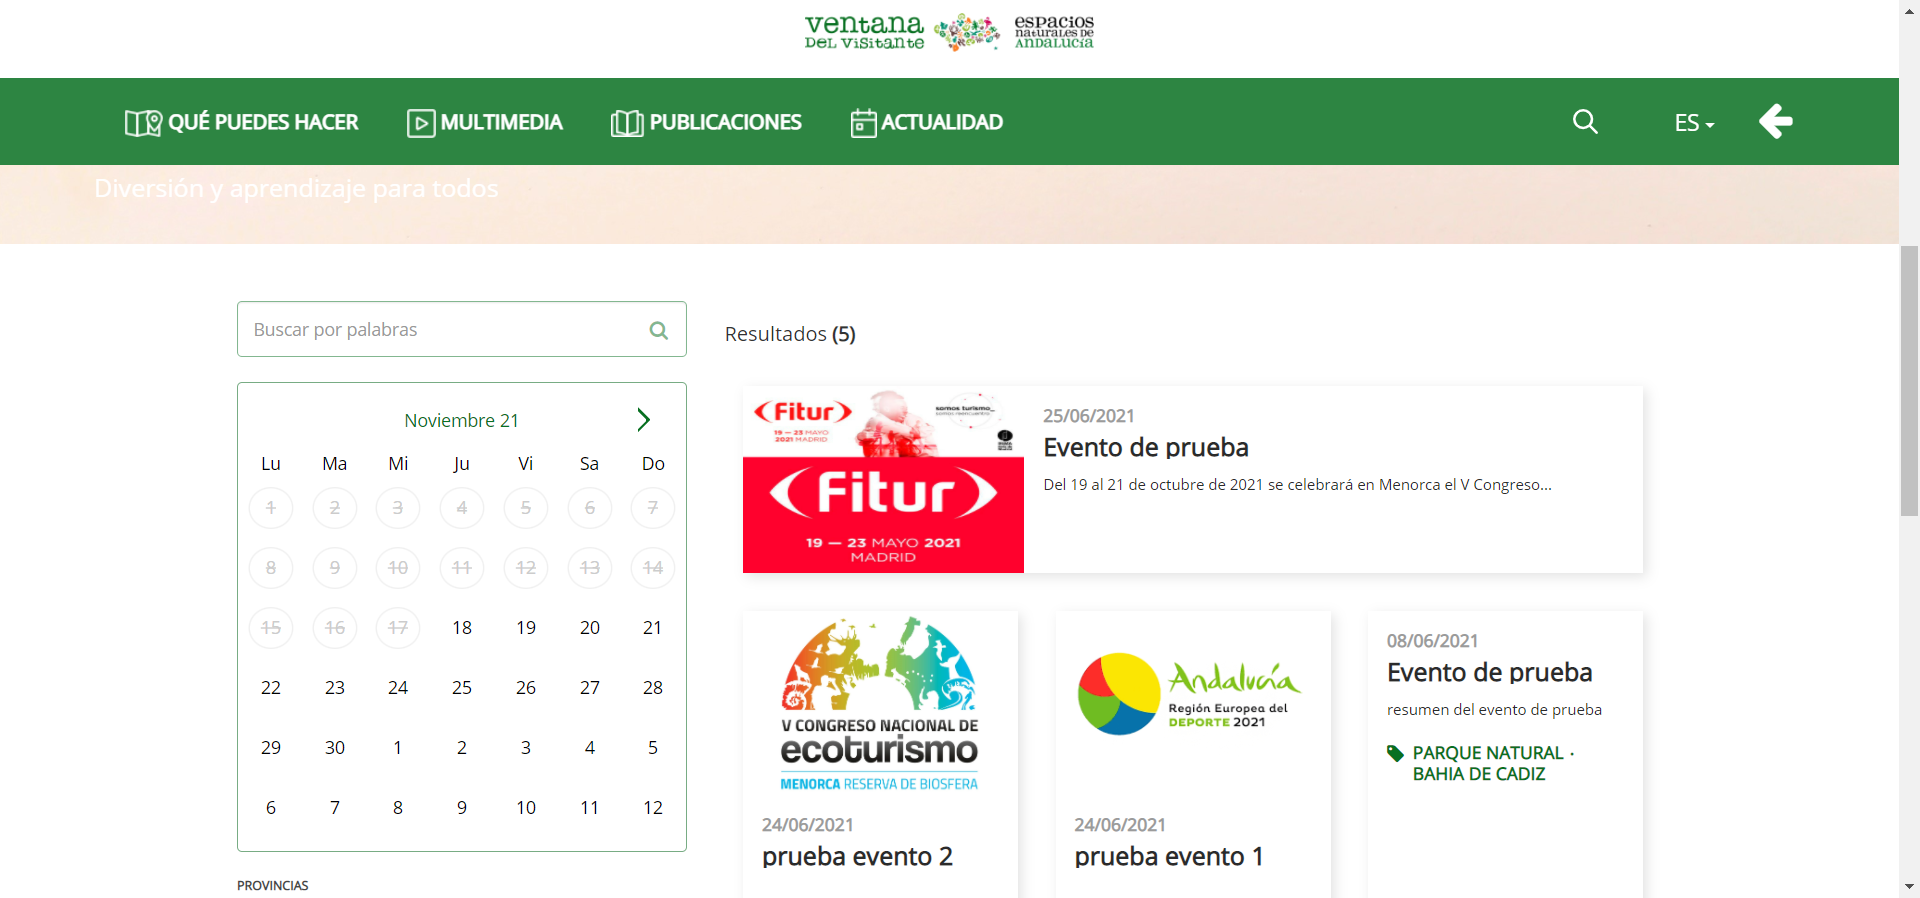 ventana
DEL VISITANTE
espacios
naturales de
ANDALUCÍA
QUÉ PUEDES HACER
MULTIMEDIA
PUBLICACIONES
ACTUALIDAD
ES
Diversión y aprendizaje para todos
Buscar por palabras
Noviembre 21
Lu Ma Mi Ju Vi Sa Do
1 2 3 4 5 6 7
8 9 10 11 12 13 14
15 16 17 18 19 20 21
22 23 24 25 26 27 28
29 30 1 2 3 4 5
6 7 8 9 10 11 12
PROVINCIAS
Resultados (5)
Fitur
19 — 23 MAYO
2021 MADRID
somos turismo_
somos reencuentro_
Fitur
19 — 23 MAYO 2021
MADRID
25/06/2021
Evento de prueba
Del 19 al 21 de octubre de 2021 se celebrará en Menorca el V Congreso...
V CONGRESO NACIONAL DE
ecoturismo
MENORCA RESERVA DE BIOSFERA
24/06/2021
prueba evento 2
Andalucía
Región Europea del
DEPORTE 2021
24/06/2021
prueba evento 1
08/06/2021
Evento de prueba
resumen del evento de prueba
PARQUE NATURAL ·
BAHIA DE CADIZ